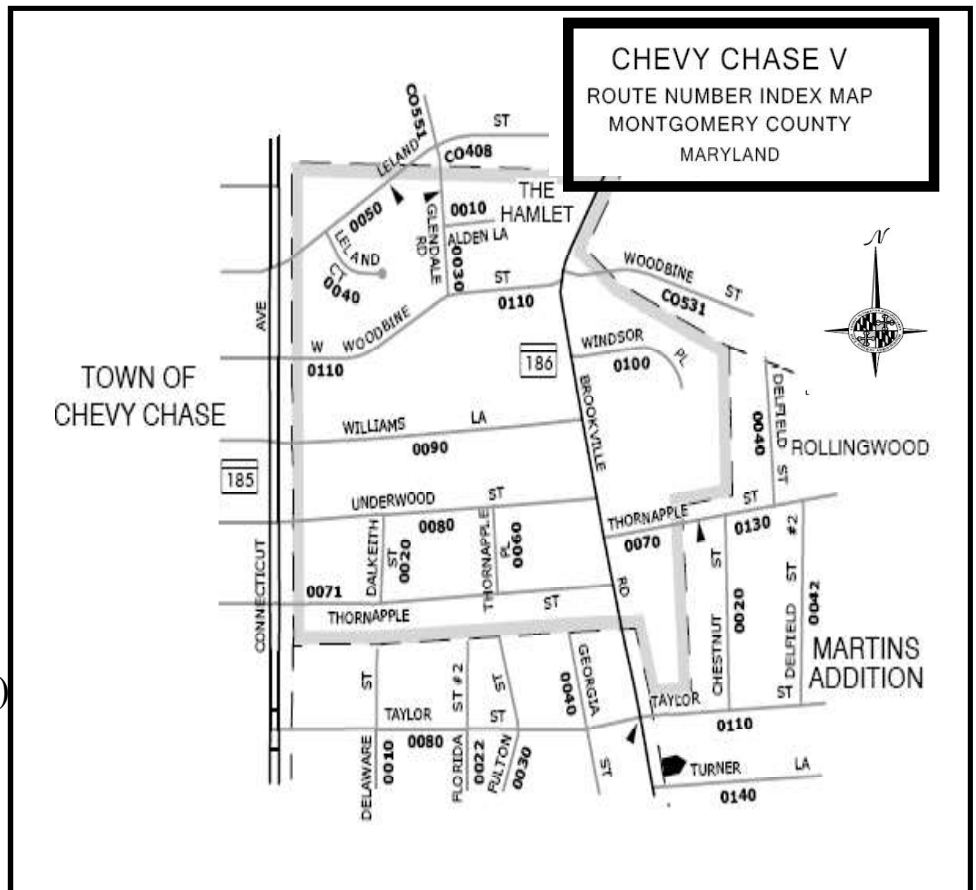 CHEVY CHASE V
ROUTE NUMBER INDEX MAP
MONTGOMERY COUNTY
MARYLAND
CO551
ST
LELAND
CO408
THE
HAMLET
0050
GLENDALE
RD
0010
ALDEN LA
0030
LELAND
CT
0040
WOODBINE
ST
CO531
N
ST
0110
AVE
W
WOODBINE
0110
186
WINDSOR
PL
0100
TOWN OF
CHEVY CHASE
BROOKVILLE
DELFIELD
ST
0040
ROLLINGWOOD
WILLIAMS
LA
0090
185
UNDERWOOD
ST
0080
THORNAPPLE
ST
0070
0130
DALKEITH
ST
0020
THORNAPPLE
PL
0060
RD
CHESTNUT
ST
0020
DELFIELD
ST
#2
0042
0071
THORNAPPLE
ST
CONNECTICUT
MARTINS
ADDITION
GEORGIA
0040
ST
TAYLOR
ST
0110
)
TAYLOR
ST
0080
DELAWARE
ST
0010
FLORIDA
ST #2
0022
FULTON
ST
0030
TURNER
LA
0140